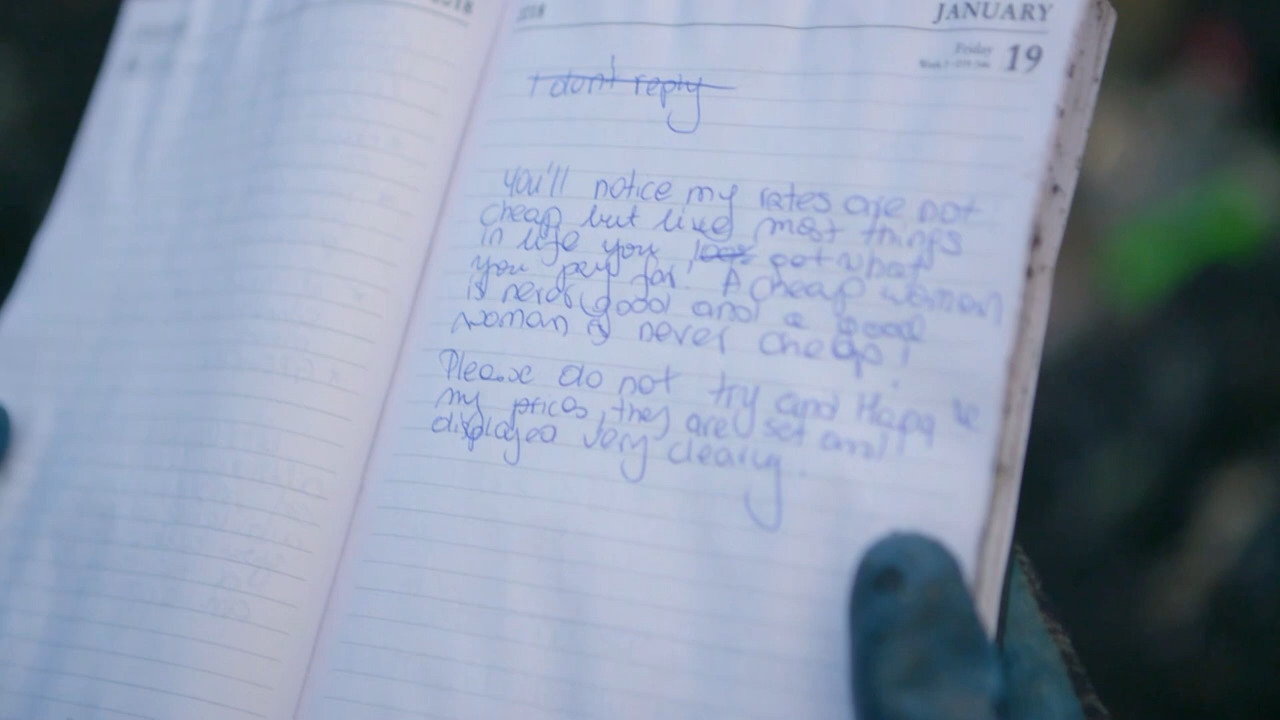 2018
JANUARY
Friday
19
I don't reply
You'll notice my rates are not
cheap but like most things
in life you get what
you pay for! A cheap woman
is never good and a good
woman is never cheap!
Please do not try and
my prices they are set and
displayed very clearly.